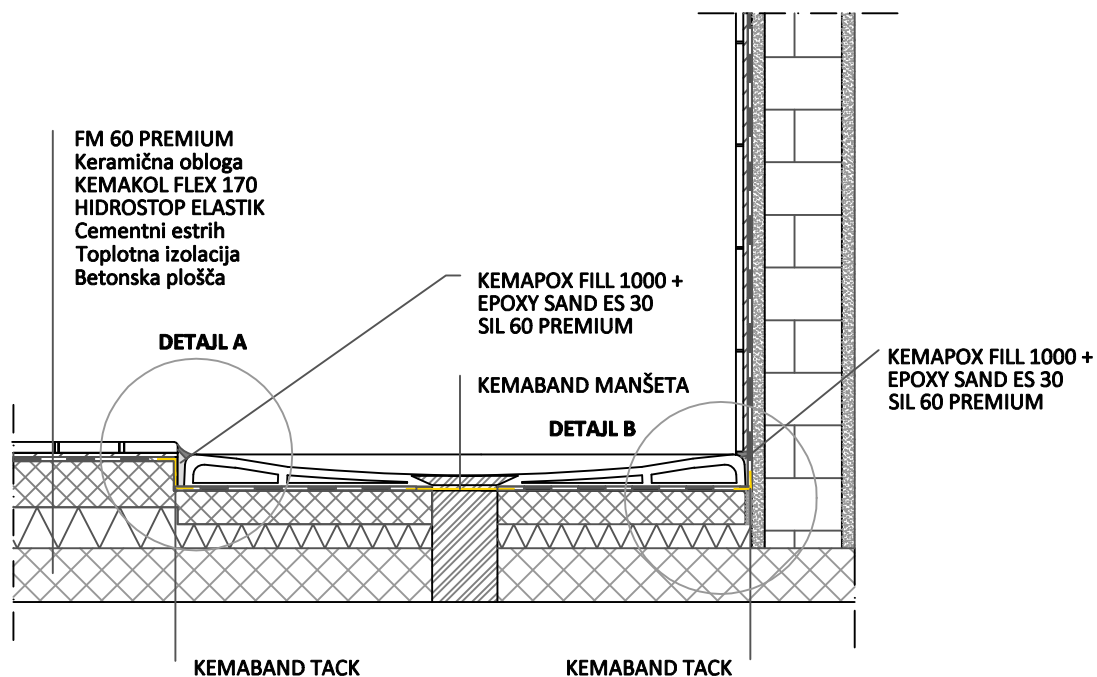 FM 60 PREMIUM
Keramična obloga
KEMAKOL FLEX 170
HIDROSTOP ELASTIK
Cementni estrih
Toplotna izolacija
Betonska plošča
DETAJL A
KEMAPOX FILL 1000 +
EPOXY SAND ES 30
SIL 60 PREMIUM
KEMABAND MANŠETA
DETAJL B
KEMAPOX FILL 1000 +
EPOXY SAND ES 30
SIL 60 PREMIUM
KEMABAND TACK
KEMABAND TACK